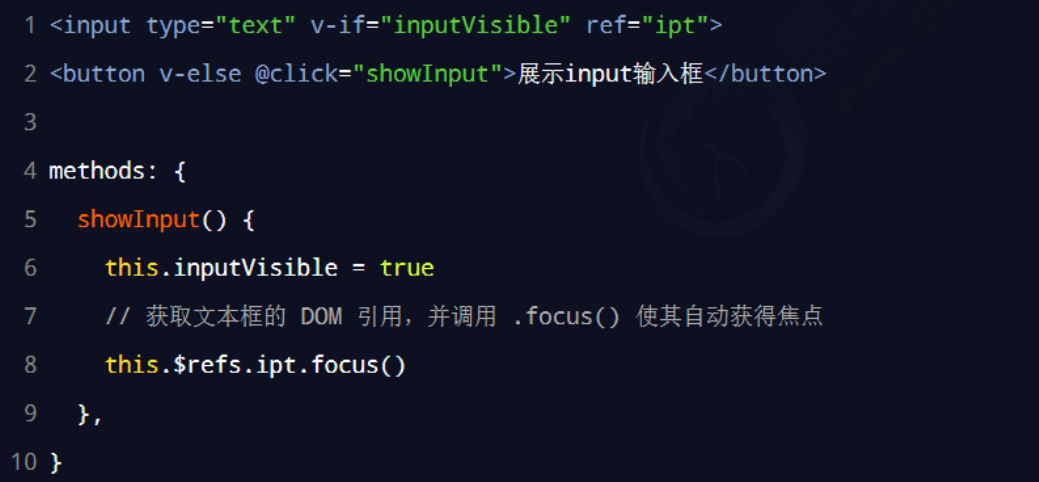 1 <input type="text" v-if="inputVisible" ref="ipt">
2 <button v-else @click="showInput">展示input输入框</button>
3
4 methods: {
5   showInput() {
6     this.inputVisible = true
7     // 获取文本框的 DOM 引用，并调用 .focus() 使其自动获得焦点
8     this.$refs.ipt.focus()
9   },
10 }